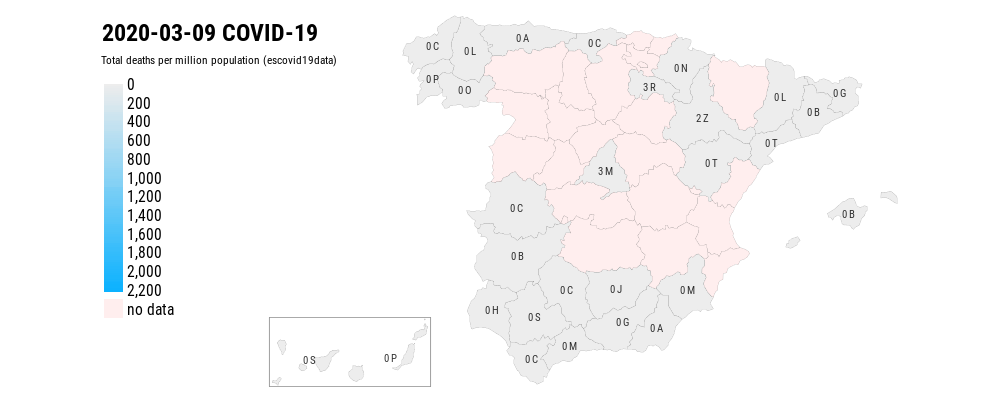 2020-03-09 COVID-19
Total deaths per million population (escovid19data)
0
200
400
600
800
1,000
1,200
1,400
1,600
1,800
2,000
2,200
no data
0C
0L
0A
0C
0P
0O
3R
0N
2Z
0L
0G
0B
0T
0T
3M
0C
0B
0B
0C
0J
0M
0H
0S
0G
0A
0M
0C
0S
0P